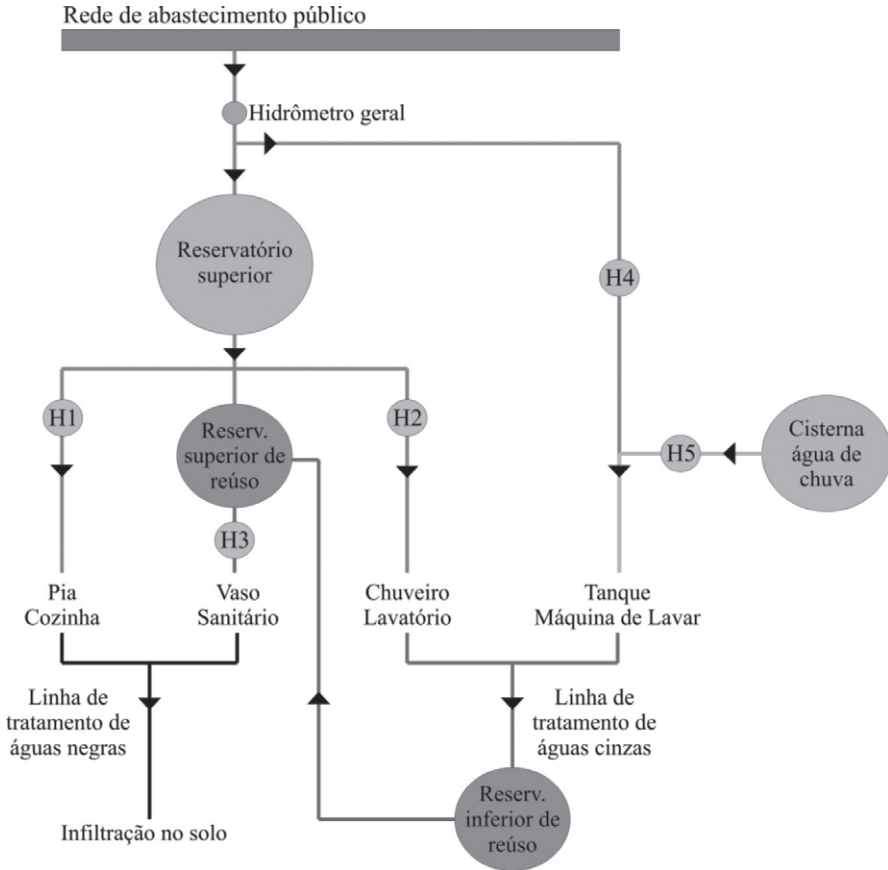 Rede de abastecimento público
Hidrômetro geral
Reservatório
superior
H4
H1
Reserv.
superior de
reúso
H2
H5
Cisterna
água de
chuva
H3
Pia
Cozinha
Vaso
Sanitário
Chuveiro
Lavatório
Tanque
Máquina de Lavar
Linha de
tratamento de
águas negras
Linha de
tratamento de
águas cinzas
Reserv.
inferior de
reúso
Infiltração no solo